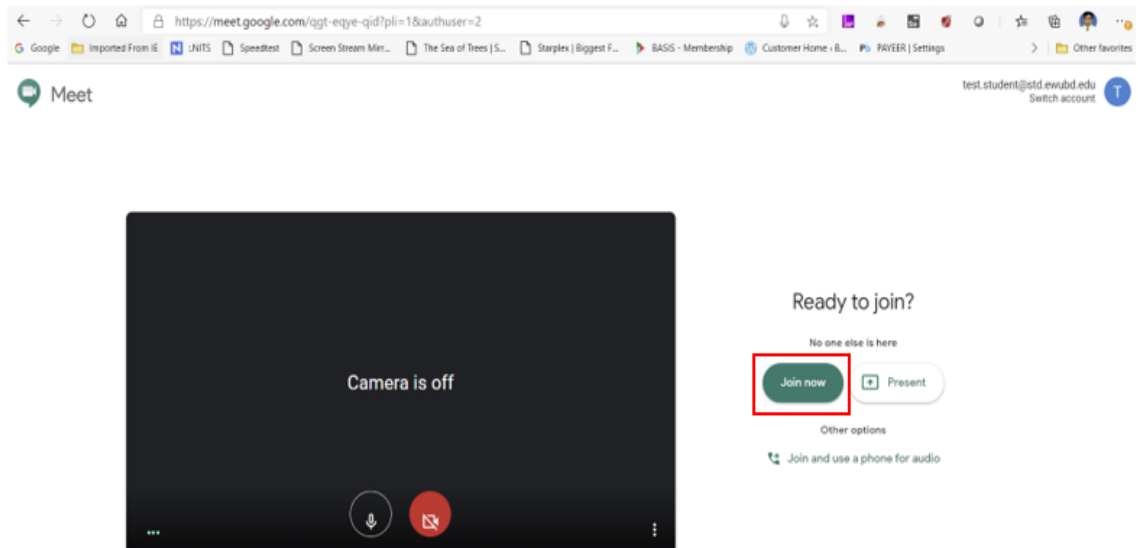 https://meet.google.com/qgt-eqye-qid?pli=1&authuser=2
Google Imported From IE ::NITS Speedtest Screen Stream Mirr... The Sea of Trees | S... Starplex | Biggest F... BASIS - Membership Customer Home ‹ B... PAYEER | Settings Other favorites
Meet
test.student@std.ewubd.edu
Switch account
T
Camera is off
Ready to join?
No one else is here
Join now Present
Other options
Join and use a phone for audio